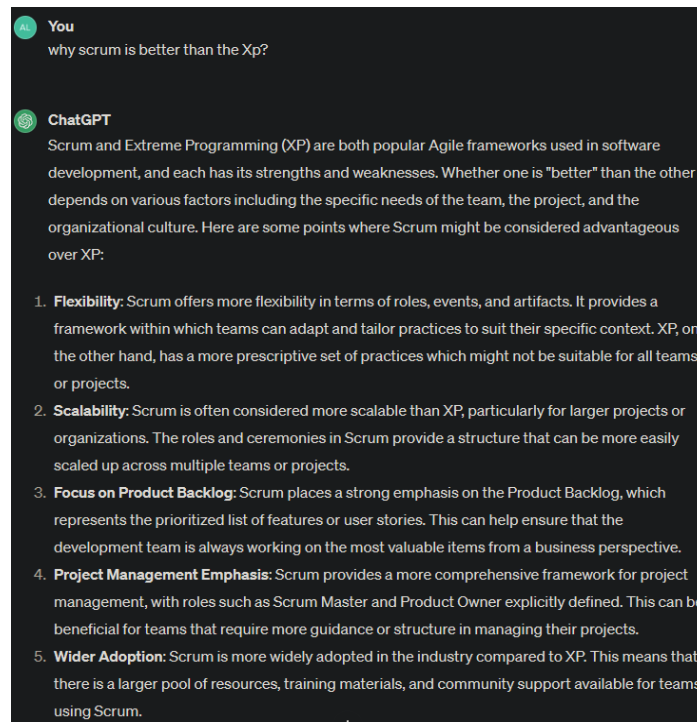 AL You
why scrum is better than the Xp?
ChatGPT
Scrum and Extreme Programming (XP) are both popular Agile frameworks used in software
development, and each has its strengths and weaknesses. Whether one is "better" than the other
depends on various factors including the specific needs of the team, the project, and the
organizational culture. Here are some points where Scrum might be considered advantageous
over XP:
1. Flexibility: Scrum offers more flexibility in terms of roles, events, and artifacts. It provides a
framework within which teams can adapt and tailor practices to suit their specific context. XP, on
the other hand, has a more prescriptive set of practices which might not be suitable for all teams
or projects.
2. Scalability: Scrum is often considered more scalable than XP, particularly for larger projects or
organizations. The roles and ceremonies in Scrum provide a structure that can be more easily
scaled up across multiple teams or projects.
3. Focus on Product Backlog: Scrum places a strong emphasis on the Product Backlog, which
represents the prioritized list of features or user stories. This can help ensure that the
development team is always working on the most valuable items from a business perspective.
4. Project Management Emphasis: Scrum provides a more comprehensive framework for project
management, with roles such as Scrum Master and Product Owner explicitly defined. This can be
beneficial for teams that require more guidance or structure in managing their projects.
5. Wider Adoption: Scrum is more widely adopted in the industry compared to XP. This means that
there is a larger pool of resources, training materials, and community support available for teams
using Scrum.